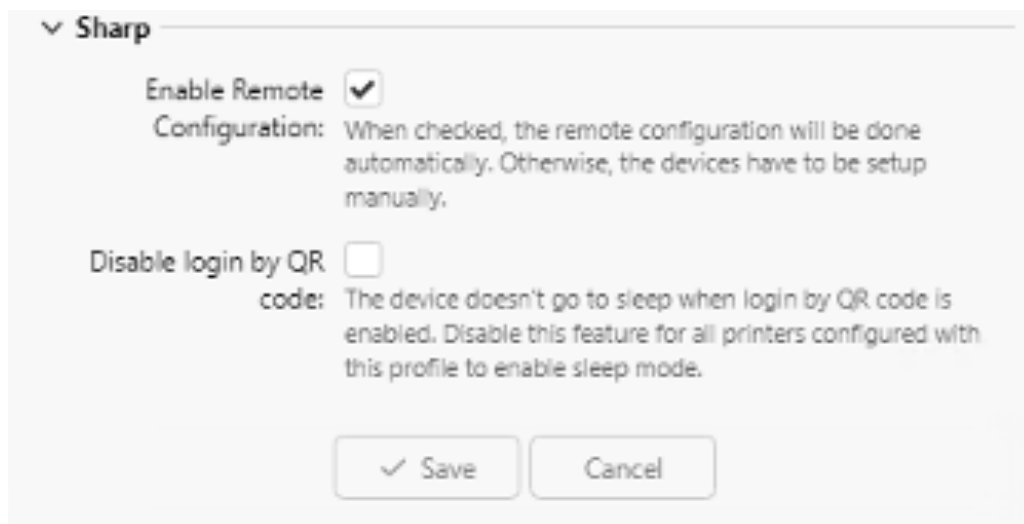 Sharp
Enable Remote
Configuration:
When checked, the remote configuration will be done
automatically. Otherwise, the devices have to be setup
manually.
Disable login by QR
code:
The device doesn't go to sleep when login by QR code is
enabled. Disable this feature for all printers configured with
this profile to enable sleep mode.
Save
Cancel